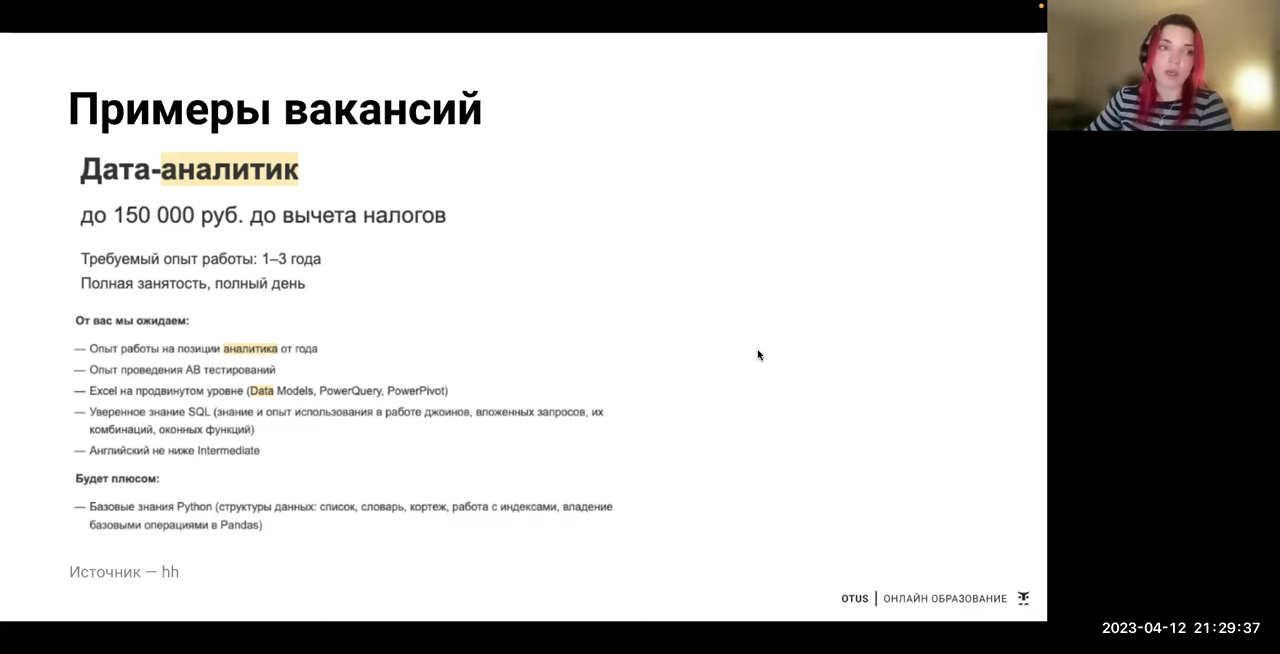 Примеры вакансий
Дата-аналитик
до 150 000 руб. до вычета налогов
Требуемый опыт работы: 1–3 года
Полная занятость, полный день
От вас мы ожидаем:
— Опыт работы на позиции аналитика от года
— Опыт проведения АВ тестирований
— Excel на продвинутом уровне (Data Models, PowerQuery, PowerPivot)
— Уверенное знание SQL (знание и опыт использования в работе джоинов, вложенных запросов, их
комбинаций, оконных функций)
— Английский не ниже Intermediate
Будет плюсом:
— Базовые знания Python (структуры данных: список, словарь, кортеж, работа с индексами, владение
базовыми операциями в Pandas)
Источник — hh
OTUS | ОНЛАЙН ОБРАЗОВАНИЕ
2023-04-12 21:29:37